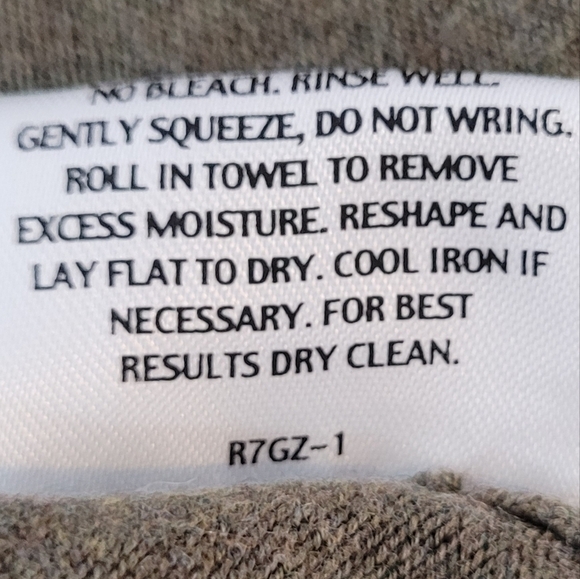 NO BLEACH. RINSE WELL.
GENTLY SQUEEZE, DO NOT WRING,
ROLL IN TOWEL TO REMOVE
EXCESS MOISTURE. RESHAPE AND
LAY FLAT TO DRY. COOL IRON IF
NECESSARY. FOR BEST
RESULTS DRY CLEAN.
R7GZ-1